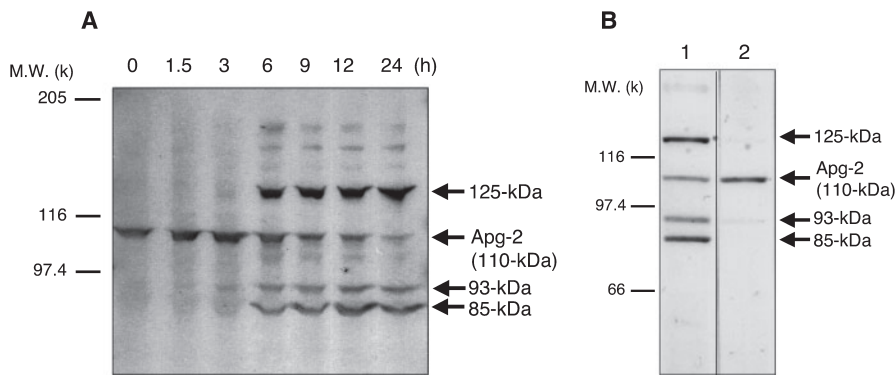 A
M.W. (k) 0 1.5 3 6 9 12 24 (h)
205
116
97.4
125-kDa
Apg-2
(110-kDa)
93-kDa
85-kDa
B
1 2
M.W. (k)
116
97.4
66
125-kDa
Apg-2
(110-kDa)
93-kDa
85-kDa